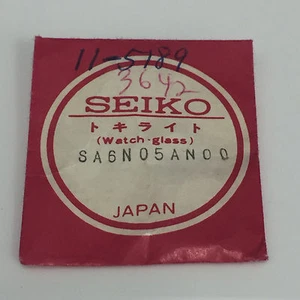 11-5189
3642
SEIKO
トキライト
(Watch·glass)
SA6N05AN00
JAPAN